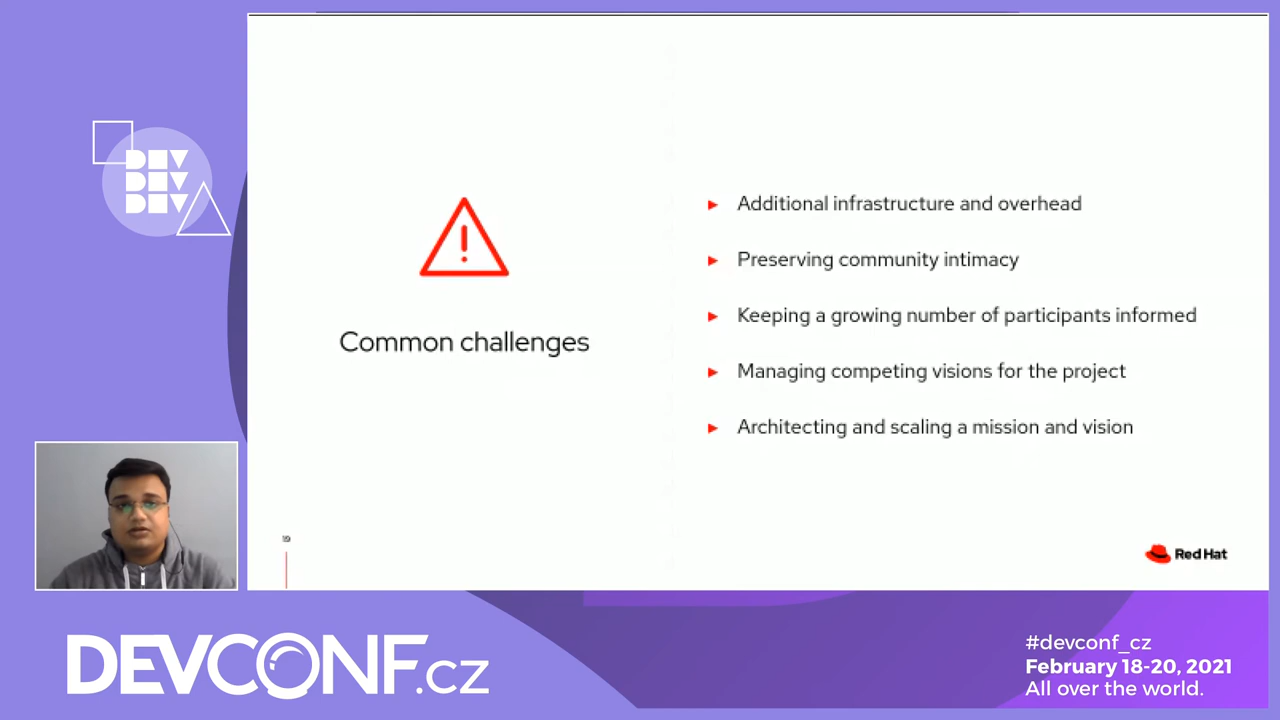 DEV
DEV
DEV
Common challenges
Additional infrastructure and overhead
Preserving community intimacy
Keeping a growing number of participants informed
Managing competing visions for the project
Architecting and scaling a mission and vision
Red Hat
DEVCONF.cz
#devconf_cz
February 18-20, 2021
All over the world.